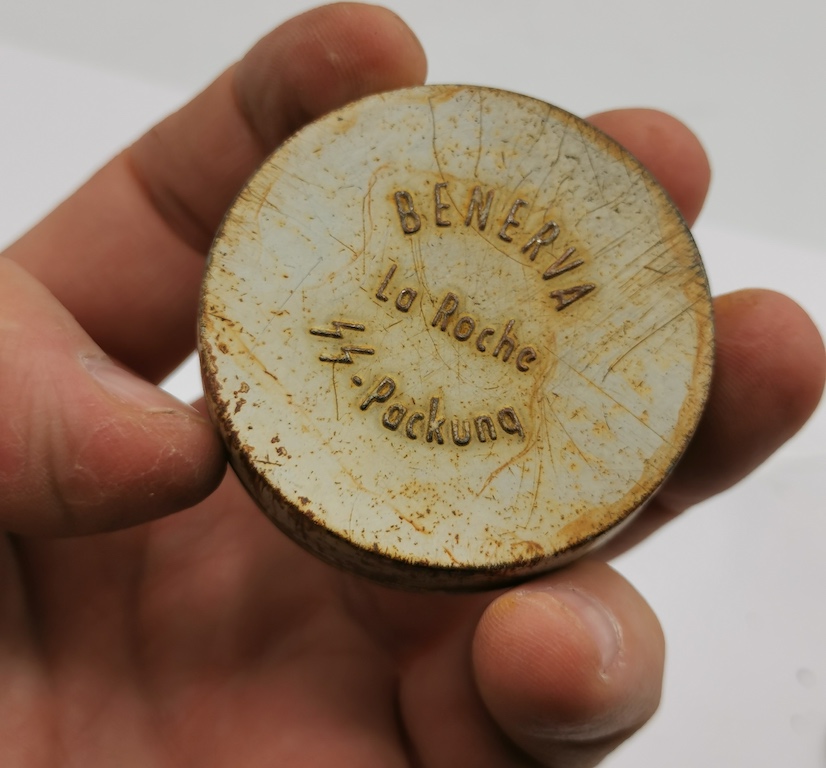 BENERVA
La Roche
ᛋᛋ-Packung